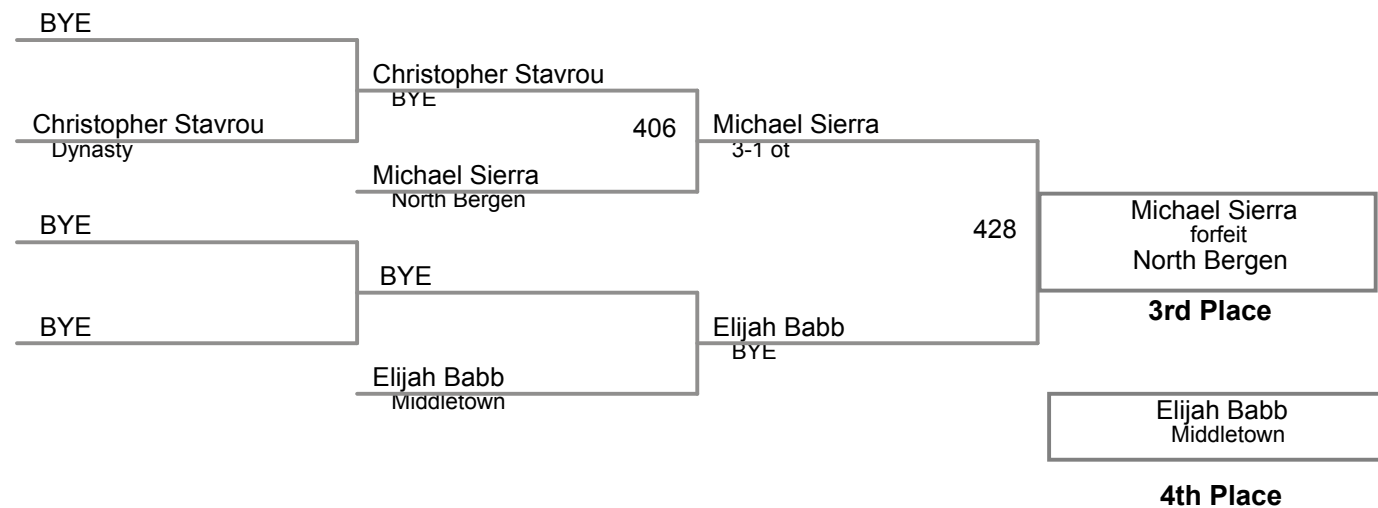 BYE
Christopher Stavrou
BYE
Christopher Stavrou
Dynasty
406
Michael Sierra
3-1 ot
Michael Sierra
North Bergen
Michael Sierra
forfeit
North Bergen
BYE
428
BYE
3rd Place
BYE
Elijah Babb
BYE
Elijah Babb
Middletown
Elijah Babb
Middletown
4th Place